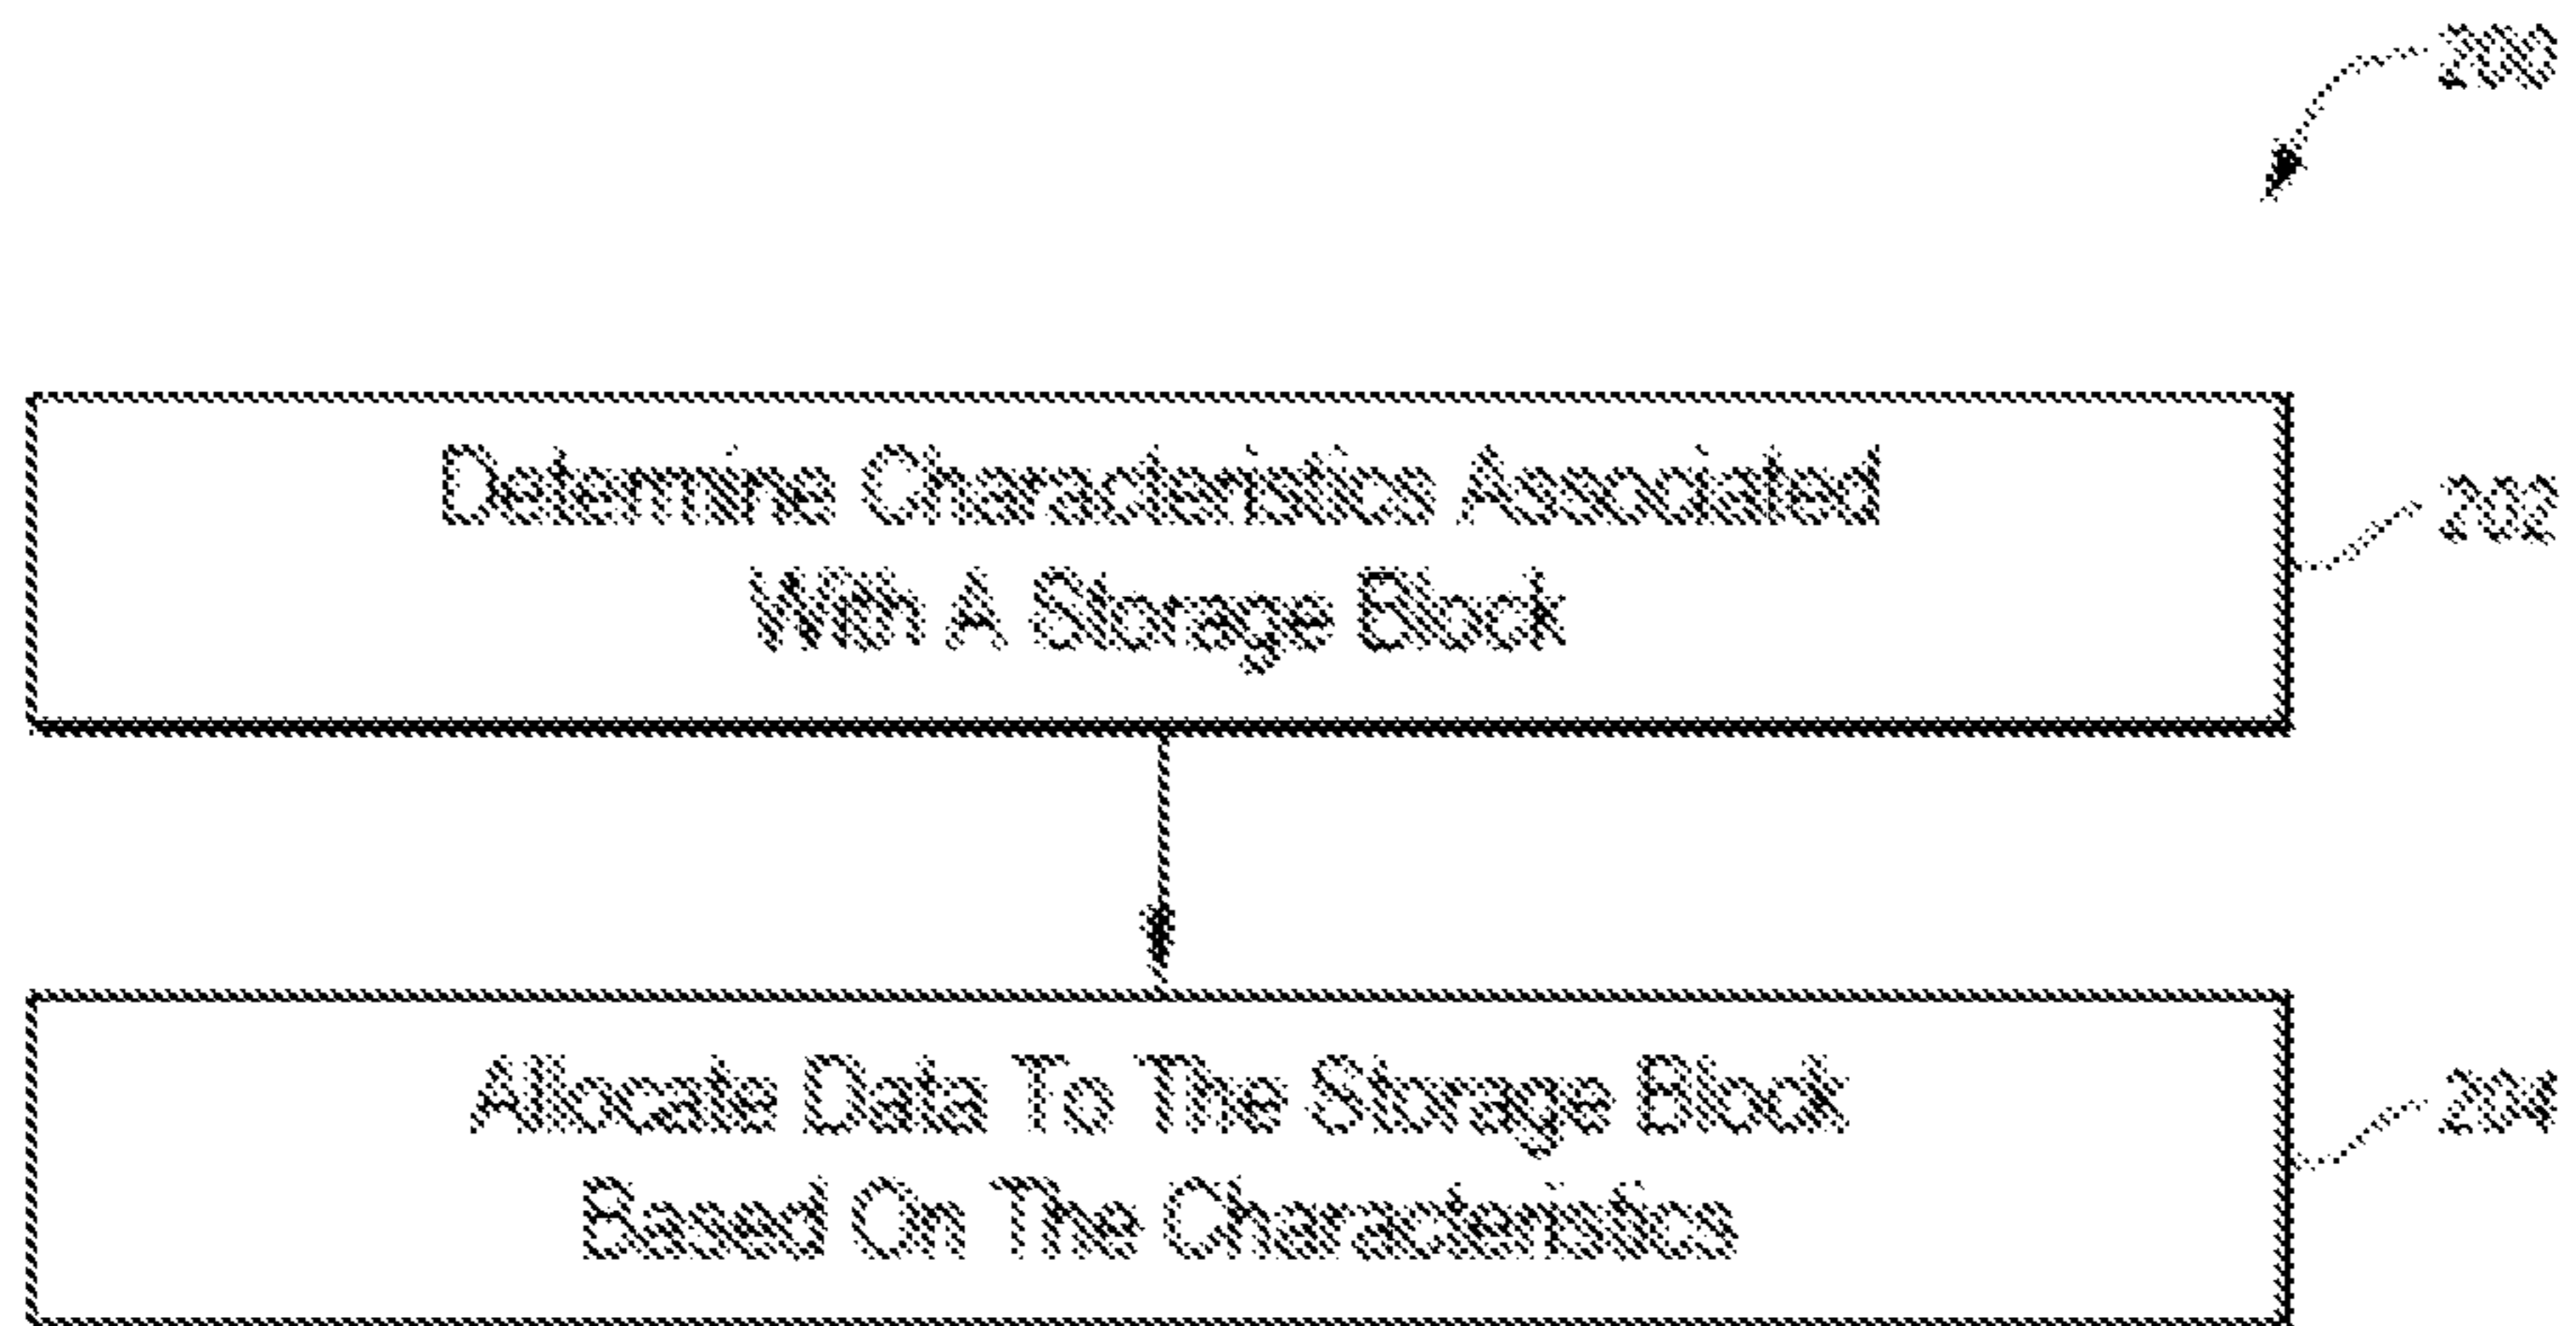 200
Determine Characteristics Associated
With A Storage Block
202
Allocate Data To The Storage Block
Based On The Characteristics
204